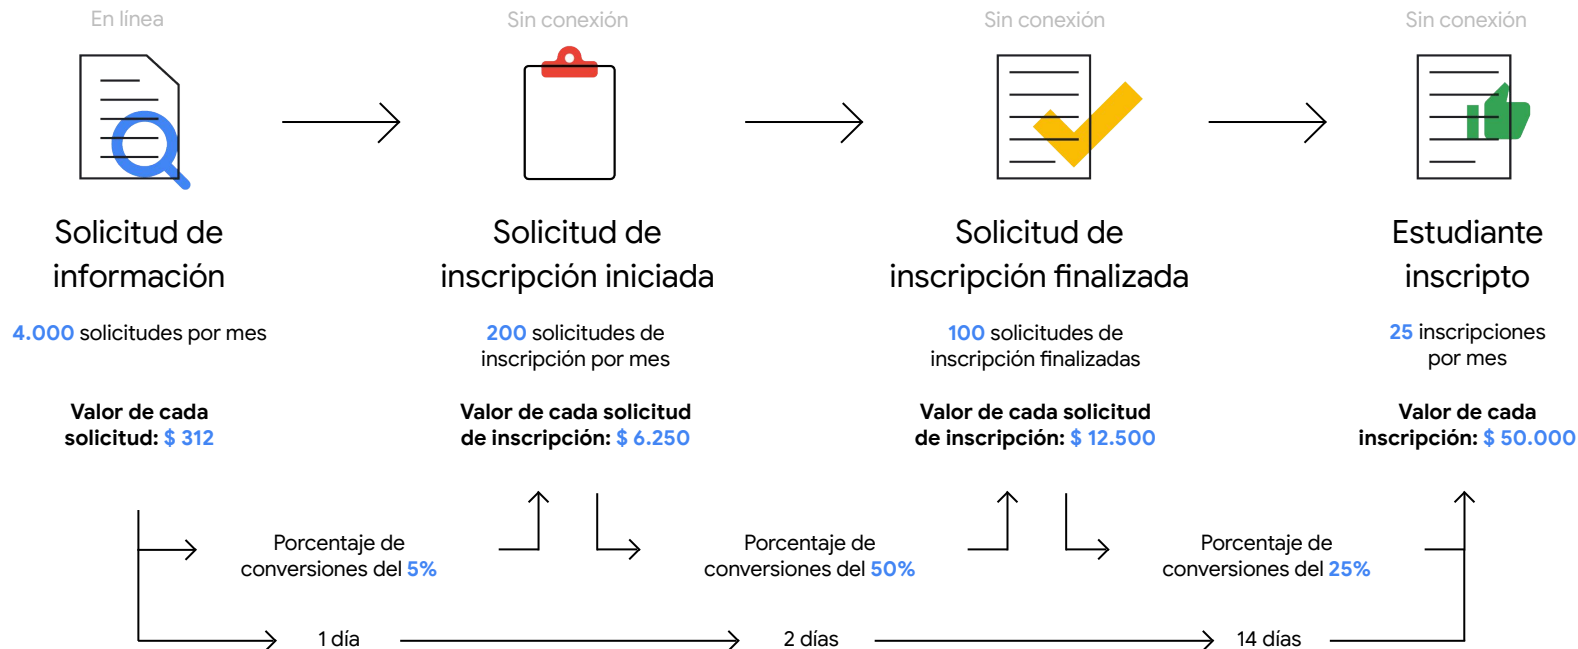 En línea
Sin conexión
Sin conexión
Sin conexión
Solicitud de
información
Solicitud de
inscripción iniciada
Solicitud de
inscripción finalizada
Estudiante
inscripto
4.000 solicitudes por mes
200 solicitudes de
inscripción por mes
100 solicitudes de
inscripción finalizadas
25 inscripciones
por mes
Valor de cada
solicitud: $ 312
Valor de cada solicitud
de inscripción: $ 6.250
Valor de cada solicitud
de inscripción: $ 12.500
Valor de cada
inscripción: $ 50.000
Porcentaje de
conversiones del 5%
Porcentaje de
conversiones del 50%
Porcentaje de
conversiones del 25%
1 día
2 días
14 días